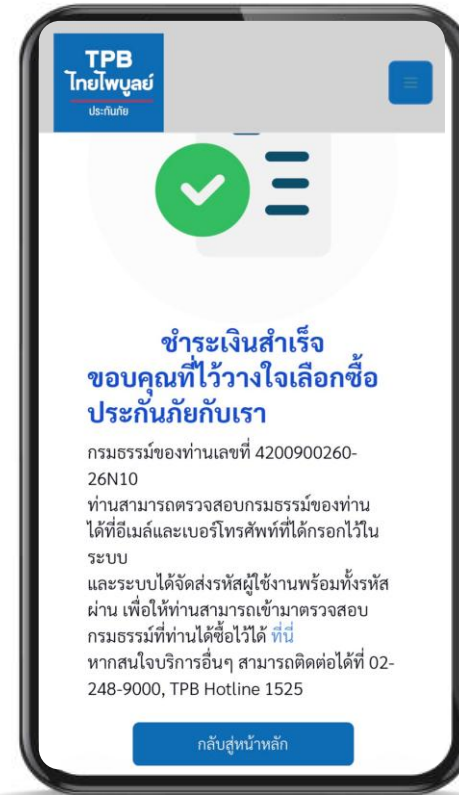 TPB
ไทยไพบูลย์
ประกันภัย
ชำระเงินสำเร็จ
ขอบคุณที่ไว้วางใจเลือกซื้อ
ประกันภัยกับเรา
กรมธรรม์ของท่านเลขที่ 4200900260-
26N10
ท่านสามารถตรวจสอบกรมธรรม์ของท่าน
ได้ที่อีเมล์และเบอร์โทรศัพท์ที่ได้กรอกไว้ใน
ระบบ
และระบบได้จัดส่งรหัสผู้ใช้งานพร้อมทั้งรหัส
ผ่าน เพื่อให้ท่านสามารถเข้ามาตรวจสอบ
กรมธรรม์ที่ท่านได้ซื้อไว้ได้ ที่นี่
หากสนใจบริการอื่นๆ สามารถติดต่อได้ที่ 02-
248-9000, TPB Hotline 1525
กลับสู่หน้าหลัก